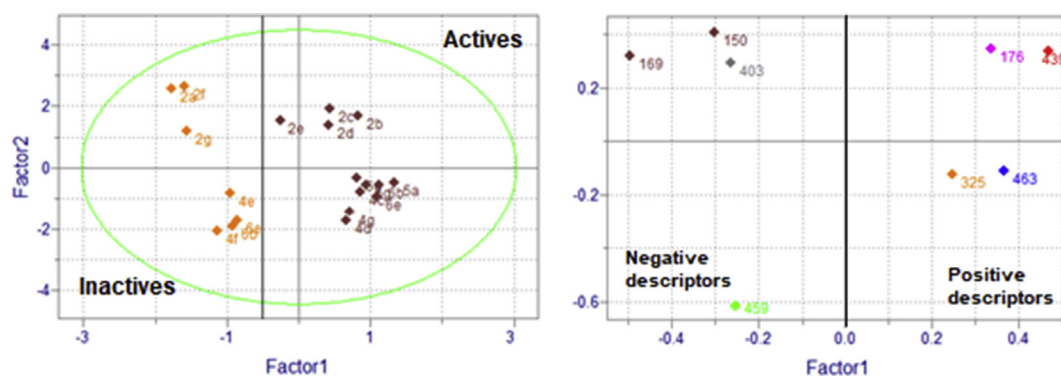 Actives
4
2a
2f
2
2c
2b
2e
2d
2g
Factor2
0
5a
4e
6e
-2
4g
4d
4f
Inactives
-4
-3
-1
1
3
Factor1
150
169
403
176
439
0.2
325
463
-0.2
Negative
descriptors
Positive
descriptors
-0.6
459
-0.4
-0.2
0.0
0.2
0.4
Factor1